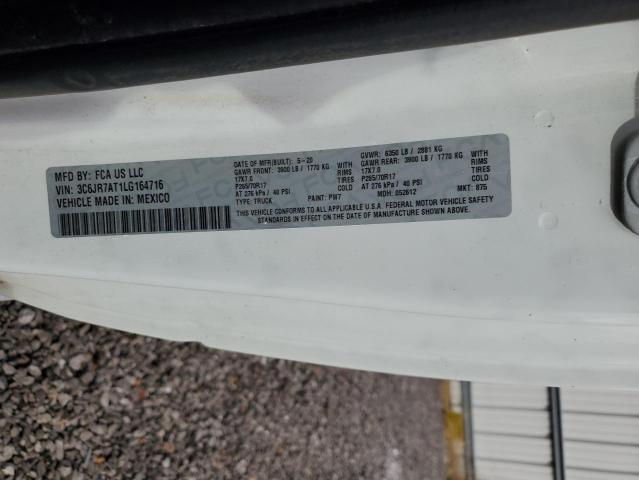 MFD BY: FCA US LLC
VIN: 3C6JR7AT1LG164716
VEHICLE MADE IN: MEXICO
DATE OF MFR(BUILT): 5-20
GAWR FRONT: 3900 LB / 1770 KG
17X7.0 RIMS
P265/70R17 TIRES
AT 276 kPa / 40 PSI COLD
TYPE: TRUCK PAINT: PW7
GVWR: 6350 LB / 2881 KG
GAWR REAR: 3900 LB / 1770 KG
17X7.0 RIMS
P265/70R17 TIRES
AT 276 kPa / 40 PSI COLD
MDH: 052612 MKT: 875
THIS VEHICLE CONFORMS TO ALL APPLICABLE U.S.A. FEDERAL MOTOR VEHICLE SAFETY
STANDARDS IN EFFECT ON THE DATE OF MANUFACTURE SHOWN ABOVE